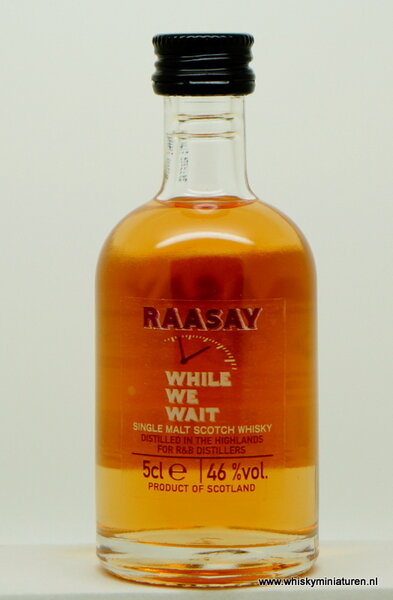 RAASAY
WHILE
WE
WAIT
SINGLE MALT SCOTCH WHISKY
DISTILLED IN THE HIGHLANDS
FOR R&B DISTILLERS
5cl e 46 %vol.
PRODUCT OF SCOTLAND
www.whiskyminiaturen.nl